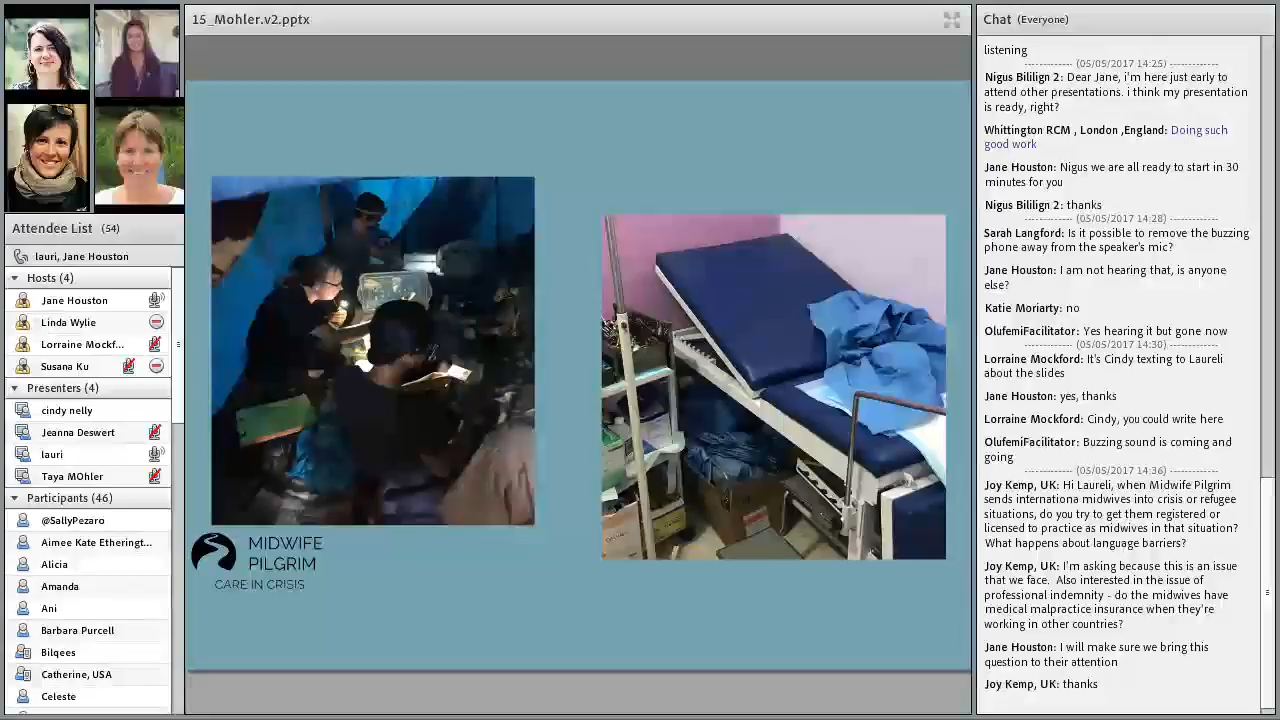 15_Mohler.v2.pptx
MIDWIFE
PILGRIM
CARE IN CRISIS
Attendee List (54)
lauri, Jane Houston
Hosts (4)
Jane Houston
Linda Wylie
Lorraine Mockf...
Susana Ku
Presenters (4)
cindy nelly
Jeanna Deswert
lauri
Taya MOhler
Participants (46)
@SallyPezaro
Aimee Kate Etheringt...
Alicia
Amanda
Ani
Barbara Purcell
Bilqees
Catherine, USA
Celeste
Chat (Everyone)
listening
------------ (05/05/2017 14:25) ------------
Nigus Bililign 2: Dear Jane, i'm here just early to
attend other presentations. i think my presentation
is ready, right?
Whittington RCM , London ,England: Doing such
good work
Jane Houston: Nigus we are all ready to start in 30
minutes for you
Nigus Bililign 2: thanks
------------ (05/05/2017 14:28) ------------
Sarah Langford: Is it possible to remove the buzzing
phone away from the speaker's mic?
Jane Houston: I am not hearing that, is anyone
else?
Katie Moriarty: no
OlufemiFacilitator: Yes hearing it but gone now
------------ (05/05/2017 14:30) ------------
Lorraine Mockford: It's Cindy texting to Laureli
about the slides
Jane Houston: yes, thanks
Lorraine Mockford: Cindy, you could write here
OlufemiFacilitator: Buzzing sound is coming and
going
------------ (05/05/2017 14:36) ------------
Joy Kemp, UK: Hi Laureli, when Midwife Pilgrim
sends internationa midwives into crisis or refugee
situations, do you try to get them registered or
licensed to practice as midwives in that situation?
What happens about language barriers?
Joy Kemp, UK: I'm asking because this is an issue
that we face.  Also interested in the issue of
professional indemnity - do the midwives have
medical malpractice insurance when they're
working in other countries?
Jane Houston: I will make sure we bring this
question to their attention
Joy Kemp, UK: thanks